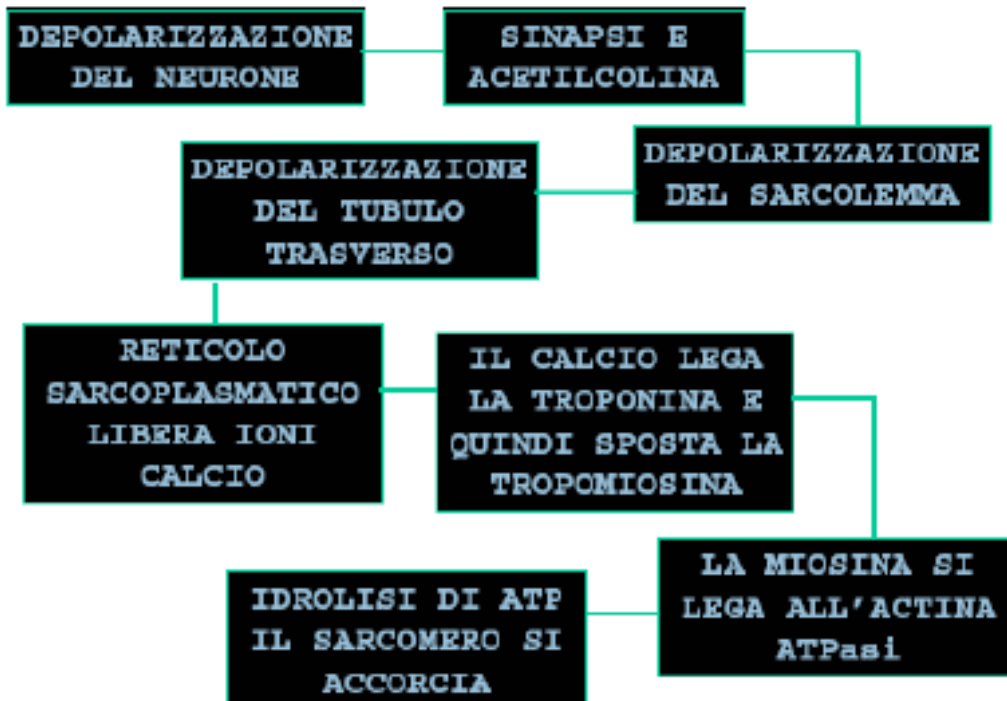 DEPOLARIZZAZIONE
DEL NEURONE
SINAPSI E
ACETILCOLINA
DEPOLARIZZAZIONE
DEL SARCOLEMMA
DEPOLARIZZAZIONE
DEL TUBULO
TRASVERSO
RETICOLO
SARCOPLASMATICO
LIBERA IONI
CALCIO
IL CALCIO LEGA
LA TROPONINA E
QUINDI SPOSTA LA
TROPOMIOSINA
LA MIOSINA SI
LEGA ALL'ACTINA
ATPasi
IDROLISI DI ATP
IL SARCOMERO SI
ACCORCIA